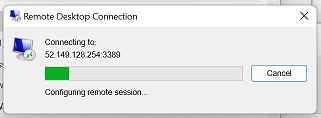 Remote Desktop Connection
Connecting to:
52.149.128.254:3389
Cancel
Configuring remote session...